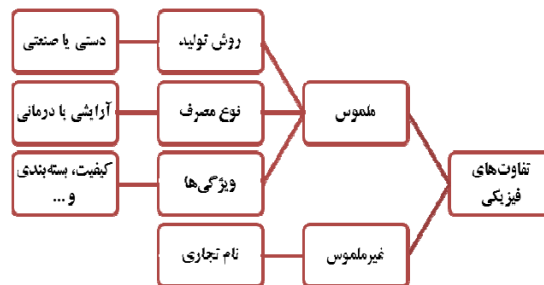 تفاوت‌های
فیزیکی
ملموس
روش تولید
دستی یا صنعتی
نوع مصرف
آرایشی یا درمانی
ویژگی‌ها
کیفیت، بسته‌بندی
و ...
غیرملموس
نام تجاری